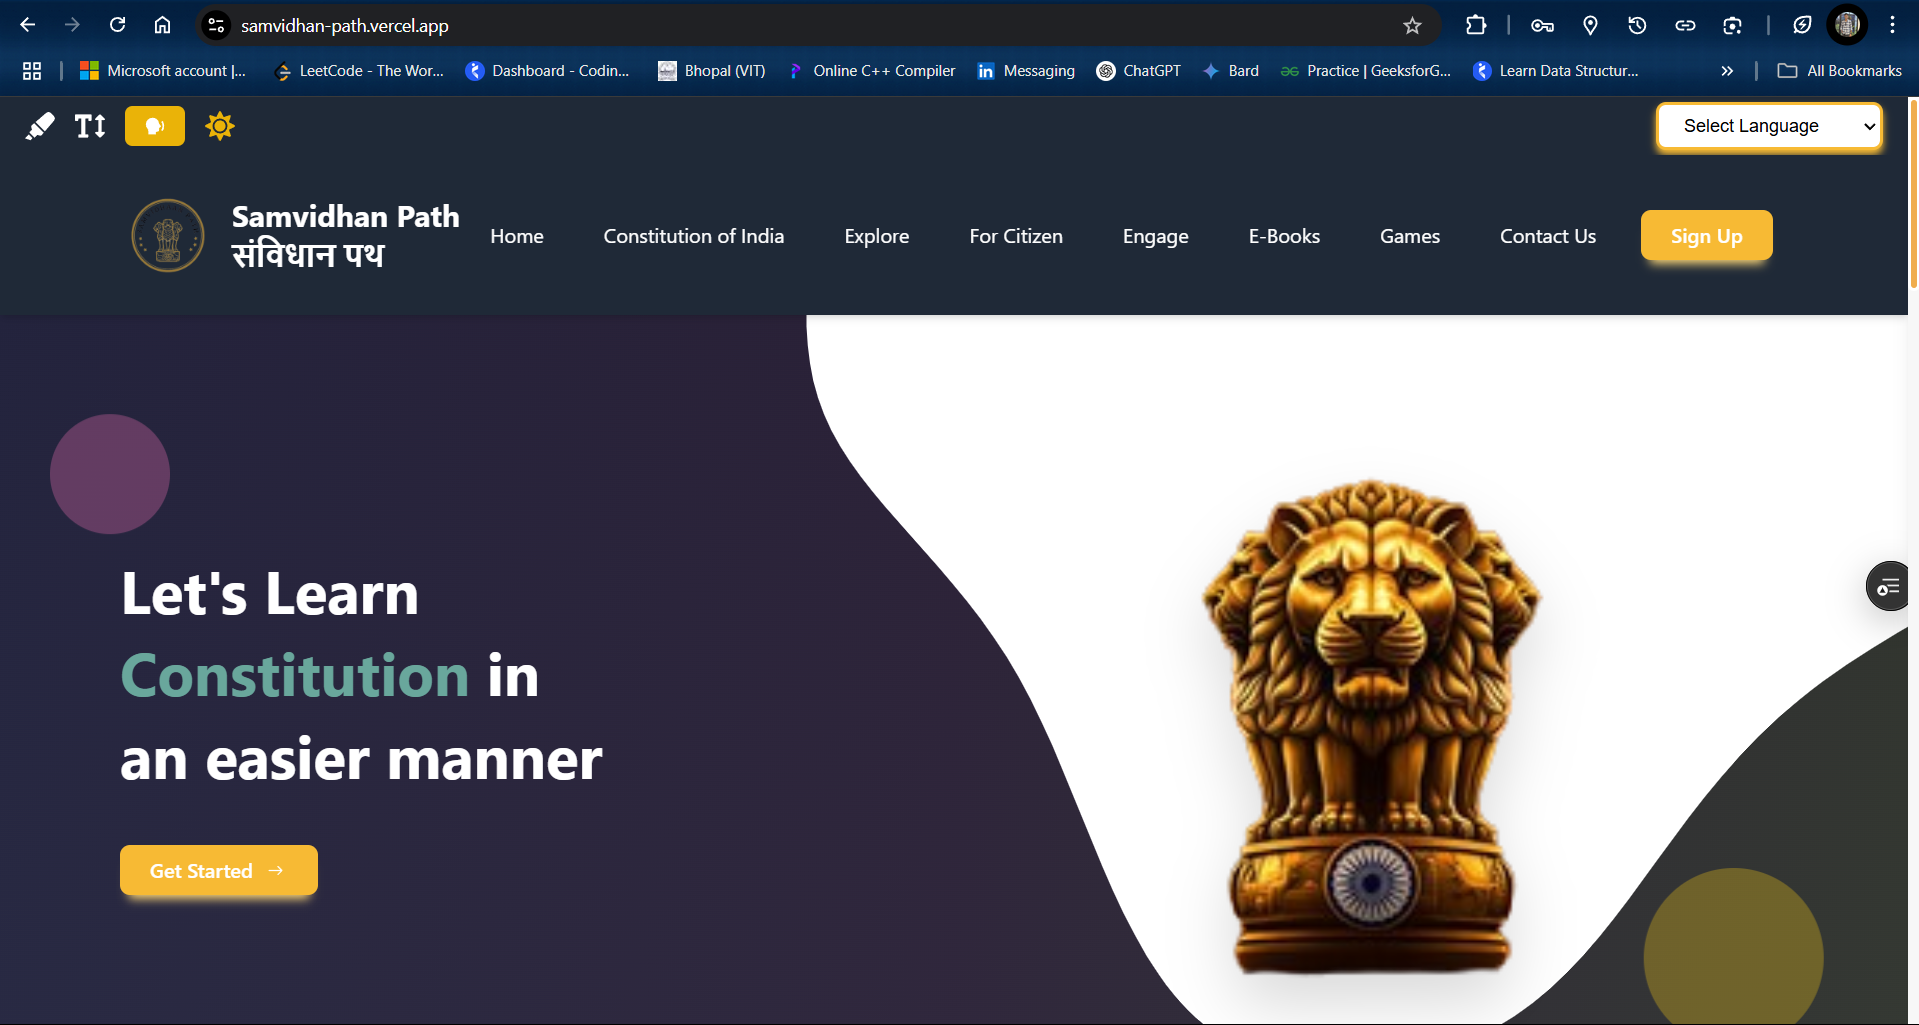 samvidhan-path.vercel.app
Microsoft account |... LeetCode - The Wor... Dashboard - Codin... Bhopal (VIT) Online C++ Compiler Messaging ChatGPT Bard Practice | GeeksforG... Learn Data Structur... All Bookmarks
Select Language
Samvidhan Path
संविधान पथ
Home Constitution of India Explore For Citizen Engage E-Books Games Contact Us Sign Up
Let's Learn
Constitution in
an easier manner
Get Started →